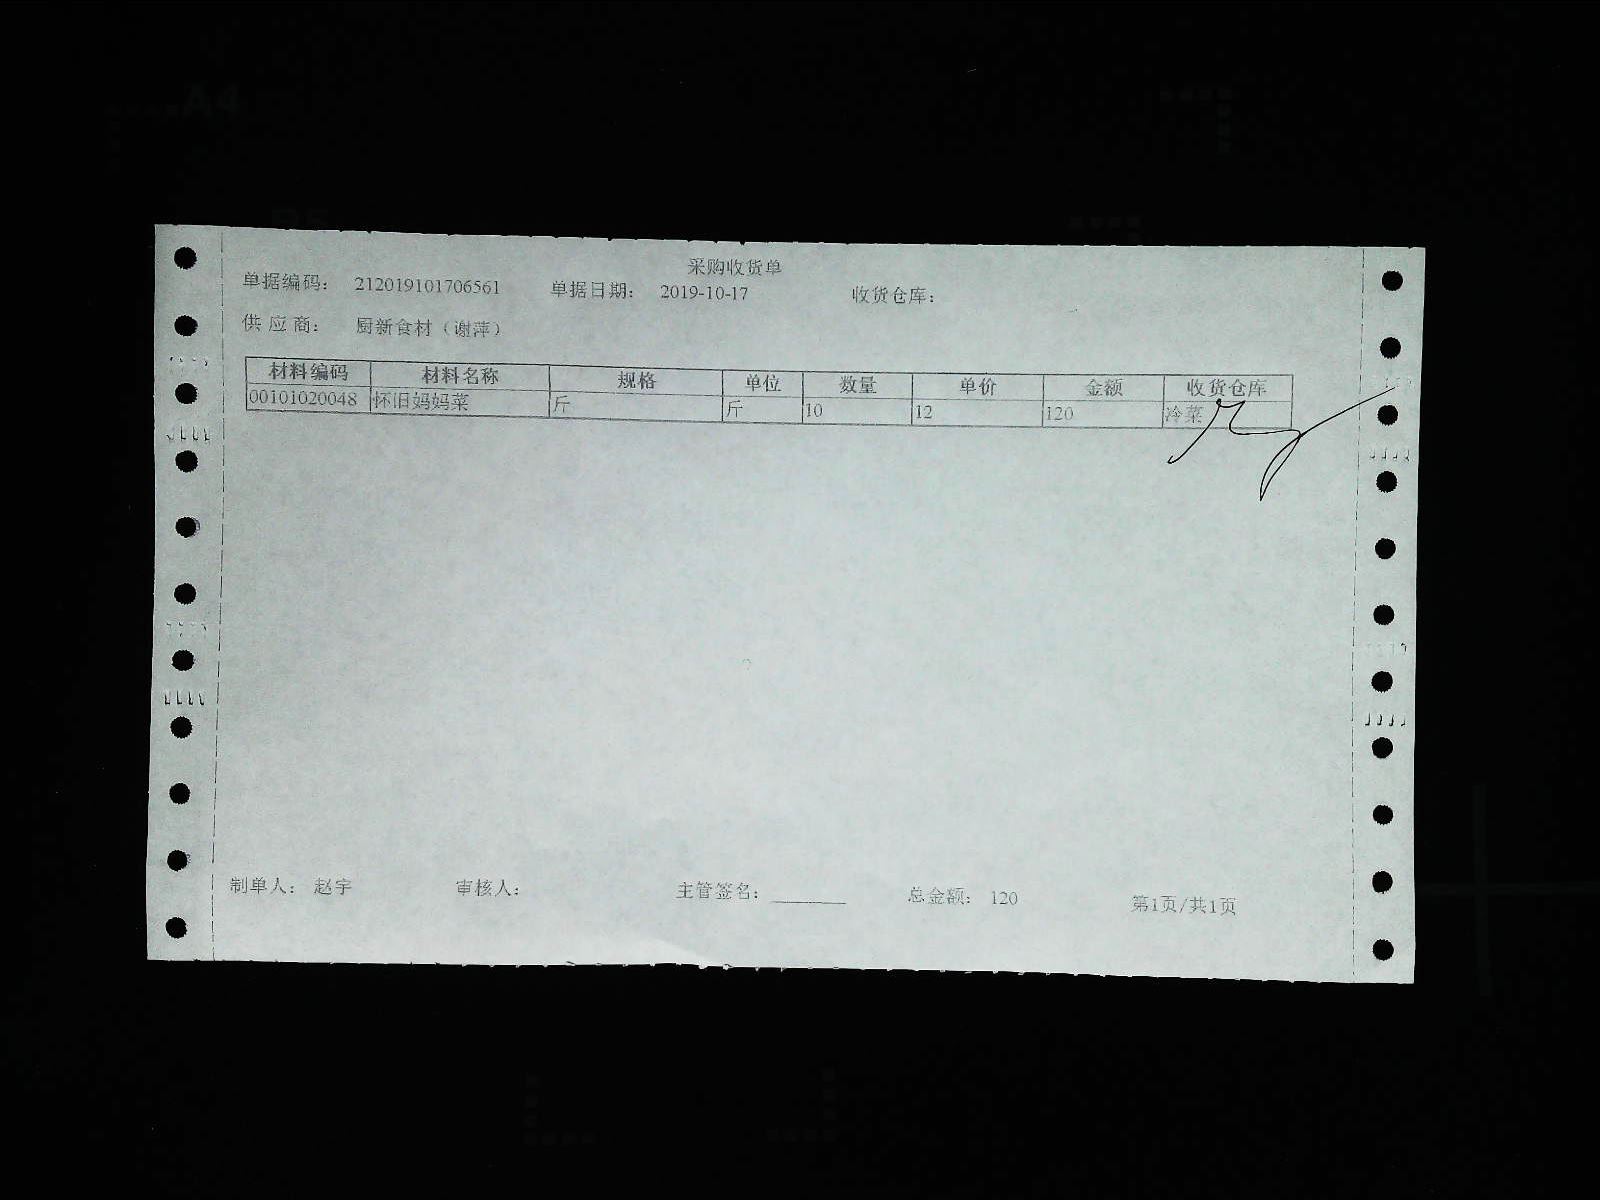 采购收货单
单据编码： 212019101706561 单据日期： 2019-10-17 收货仓库：
供应商： 厨新食材（谢萍）
材料编码 材料名称 规格 单位 数量 单价 金额 收货仓库
00101020048 怀旧妈妈菜 斤 斤 10 12 120 冷菜
制单人： 赵宇 审核人： 主管签名： 总金额： 120 第1页/共1页